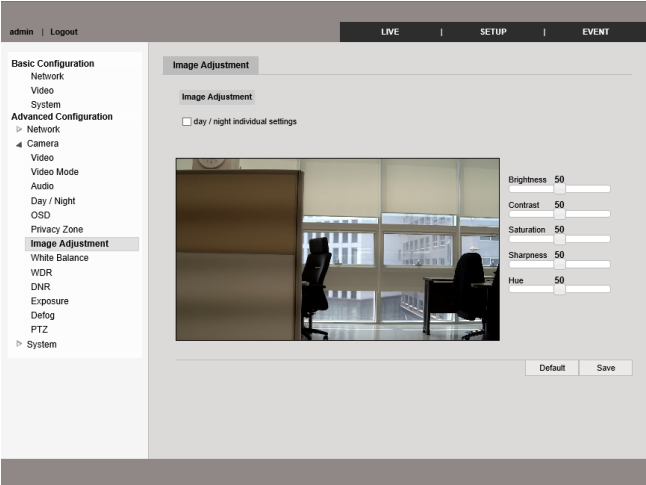 admin | Logout
LIVE | SETUP | EVENT
Basic Configuration
Network
Video
System
Advanced Configuration
Network
Camera
Video
Video Mode
Audio
Day / Night
OSD
Privacy Zone
Image Adjustment
White Balance
WDR
DNR
Exposure
Defog
PTZ
System
Image Adjustment
Image Adjustment
day / night individual settings
Brightness 50
Contrast 50
Saturation 50
Sharpness 50
Hue 50
Default
Save